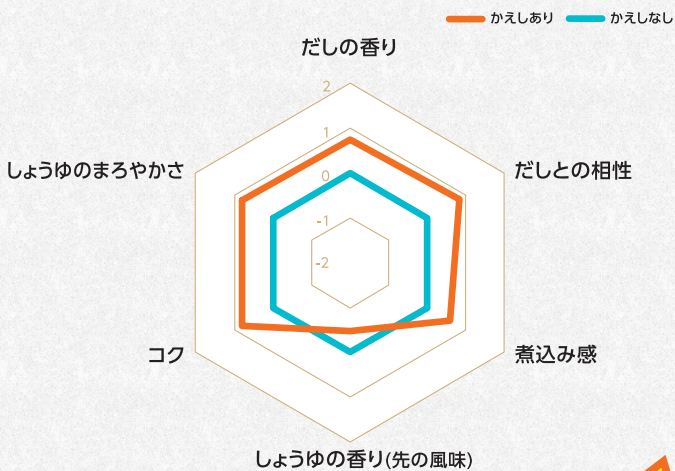 かえしあり かえしなし
だしの香り
2
1
しょうゆのまろやかさ だしとの相性
0
-1
-2
コク 煮込み感
しょうゆの香り(先の風味)